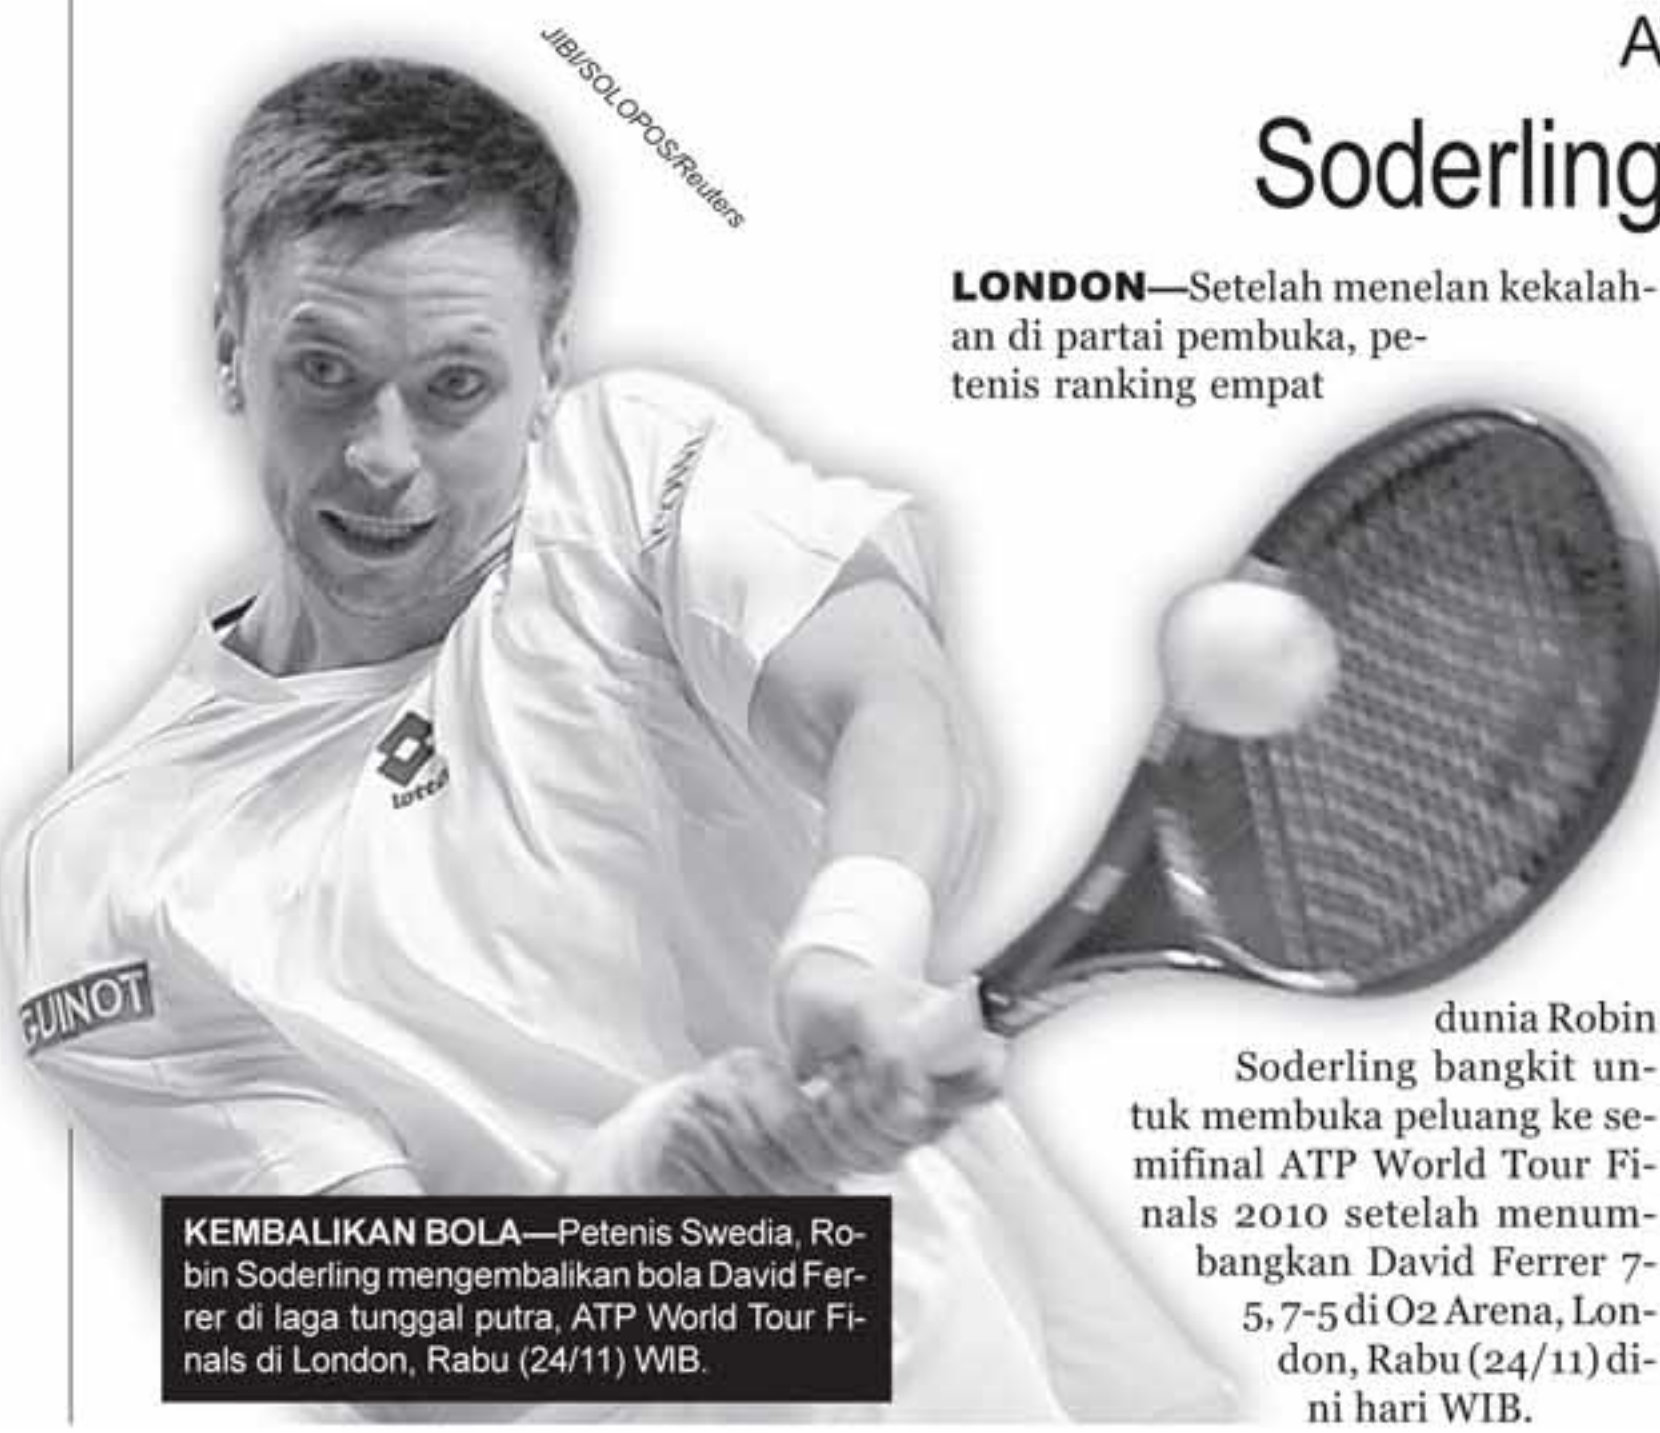 A
Soderling
JIBI/SOLOPOS/Reuters
LONDON—Setelah menelan kekalah-
an di partai pembuka, pe-
tenis ranking empat
dunia Robin
Soderling bangkit un-
tuk membuka peluang ke se-
mifinal ATP World Tour Fi-
nals 2010 setelah menum-
bangkan David Ferrer 7-
5, 7-5 di O2 Arena, Lon-
don, Rabu (24/11) di-
ni hari WIB.
lotto
GUINOT
KEMBALIKAN BOLA—Petenis Swedia, Ro-
bin Soderling mengembalikan bola David Fer-
rer di laga tunggal putra, ATP World Tour Fi-
nals di London, Rabu (24/11) WIB.